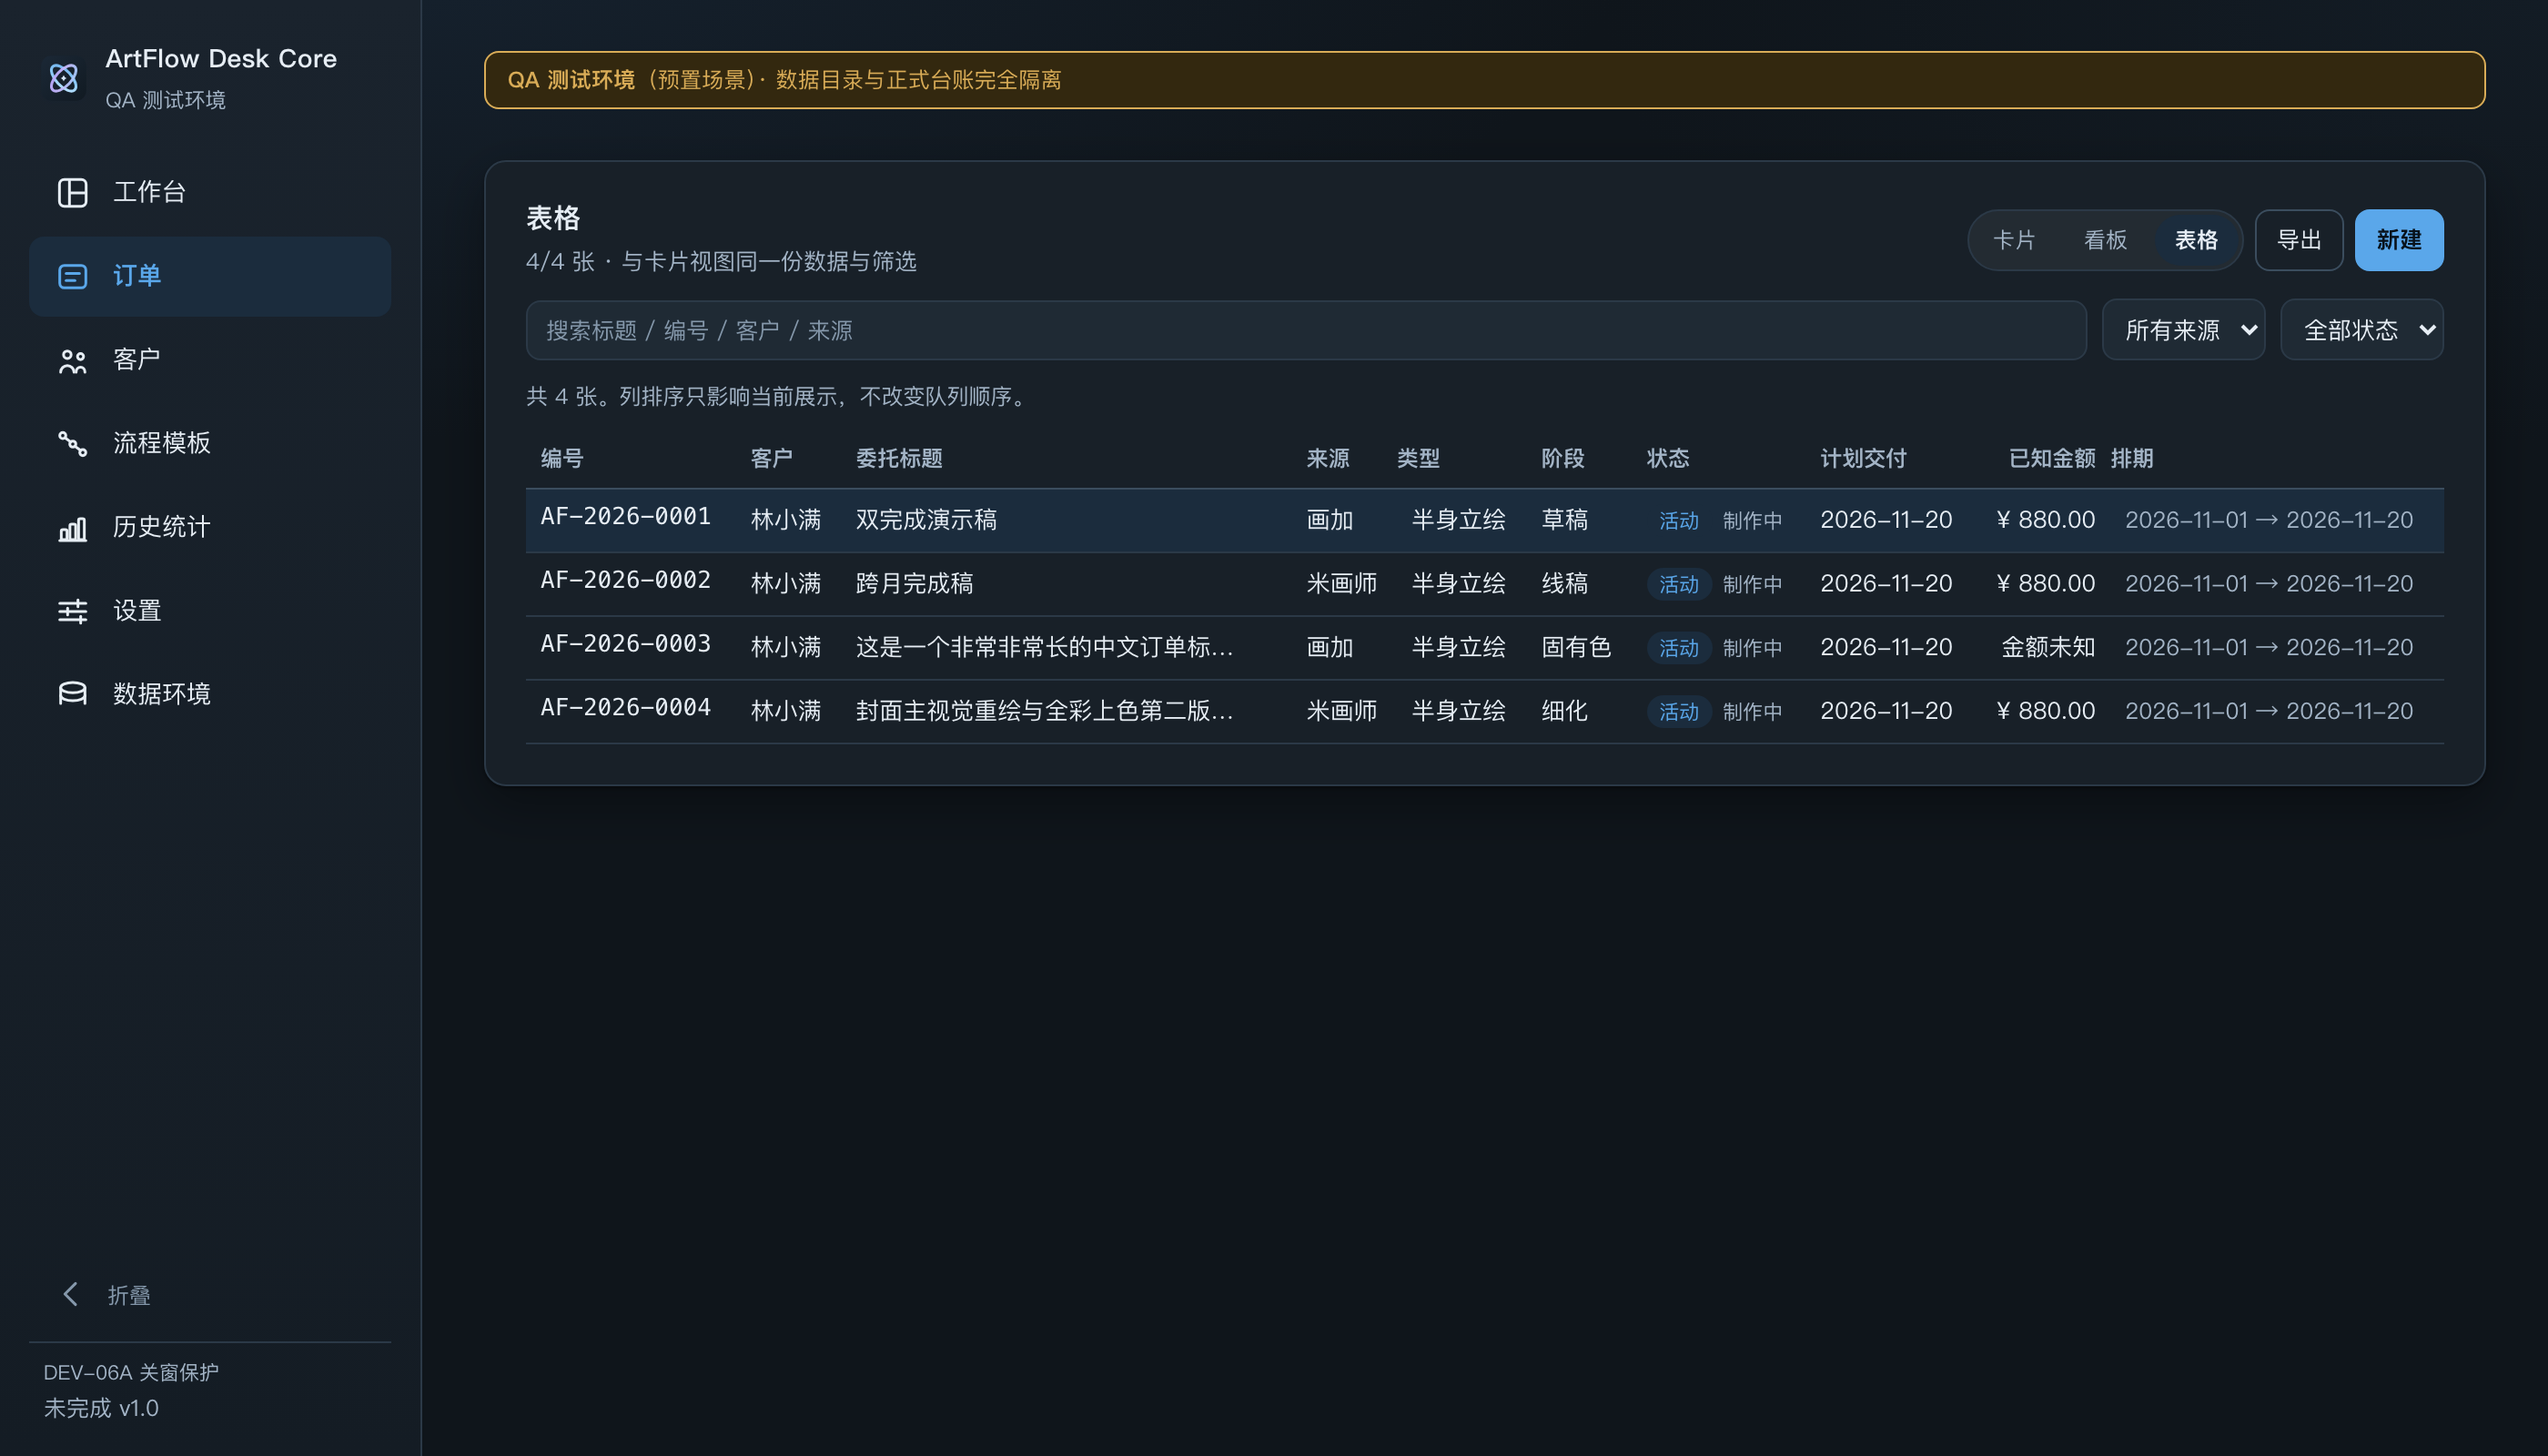 ArtFlow Desk Core
QA 测试环境
工作台
订单
客户
流程模板
历史统计
设置
数据环境
折叠
DEV-06A 关窗保护
未完成 v1.0
QA 测试环境（预置场景）· 数据目录与正式台账完全隔离
表格
4/4 张 · 与卡片视图同一份数据与筛选
卡片 看板 表格 导出 新建
搜索标题 / 编号 / 客户 / 来源 所有来源 全部状态
共 4 张。列排序只影响当前展示，不改变队列顺序。
编号 客户 委托标题 来源 类型 阶段 状态 计划交付 已知金额 排期
AF-2026-0001 林小满 双完成演示稿 画加 半身立绘 草稿 活动 制作中 2026-11-20 ¥ 880.00 2026-11-01 → 2026-11-20
AF-2026-0002 林小满 跨月完成稿 米画师 半身立绘 线稿 活动 制作中 2026-11-20 ¥ 880.00 2026-11-01 → 2026-11-20
AF-2026-0003 林小满 这是一个非常非常长的中文订单标… 画加 半身立绘 固有色 活动 制作中 2026-11-20 金额未知 2026-11-01 → 2026-11-20
AF-2026-0004 林小满 封面主视觉重绘与全彩上色第二版… 米画师 半身立绘 细化 活动 制作中 2026-11-20 ¥ 880.00 2026-11-01 → 2026-11-20